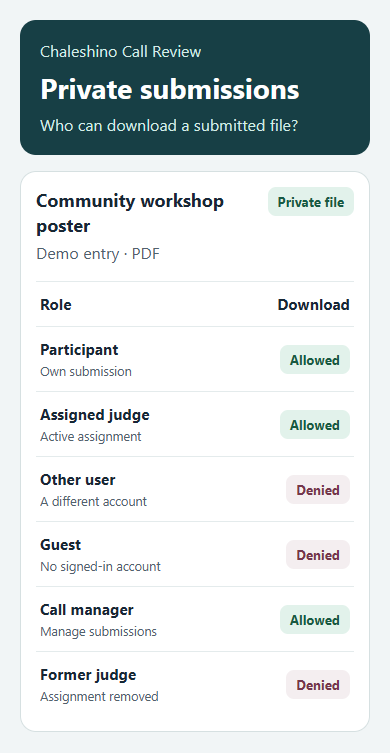 Chaleshino Call Review
Private submissions
Who can download a submitted file?
Community workshop
poster
Private file
Demo entry · PDF
Role Download
Participant
Own submission
Allowed
Assigned judge
Active assignment
Allowed
Other user
A different account
Denied
Guest
No signed-in account
Denied
Call manager
Manage submissions
Allowed
Former judge
Assignment removed
Denied